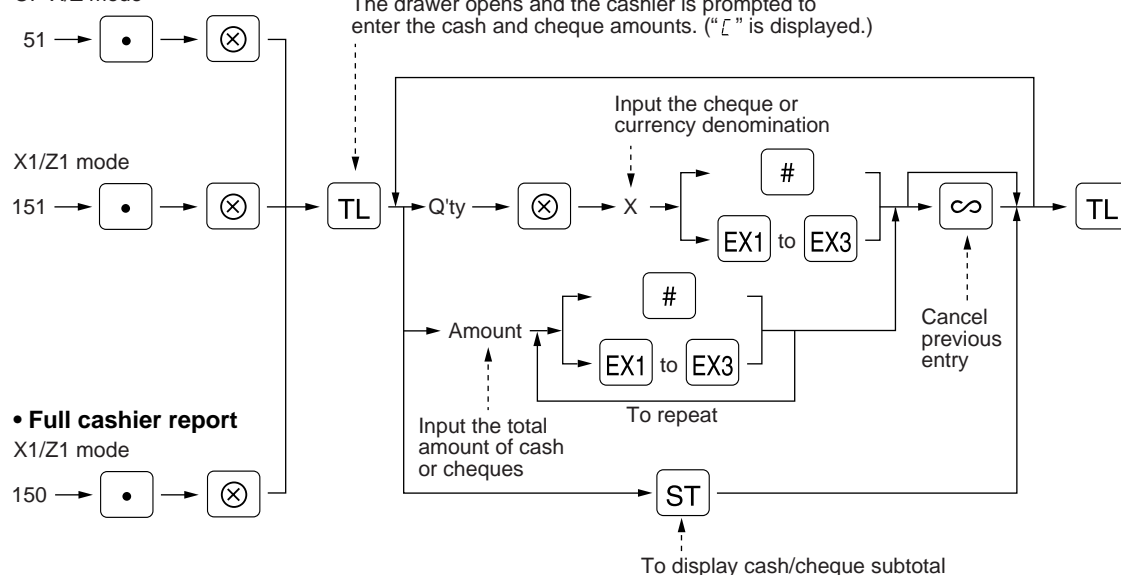 The drawer opens and the cashier is prompted to
enter the cash and cheque amounts. (“[” is displayed.)
51 • ⊗
Input the cheque or
currency denomination
X1/Z1 mode
151 • ⊗ TL Q'ty ⊗ X # EX1 to EX3 ∞ TL
Amount # EX1 to EX3
Cancel
previous
entry
To repeat
Input the total
amount of cash
or cheques
• Full cashier report
X1/Z1 mode
150 • ⊗
ST
To display cash/cheque subtotal